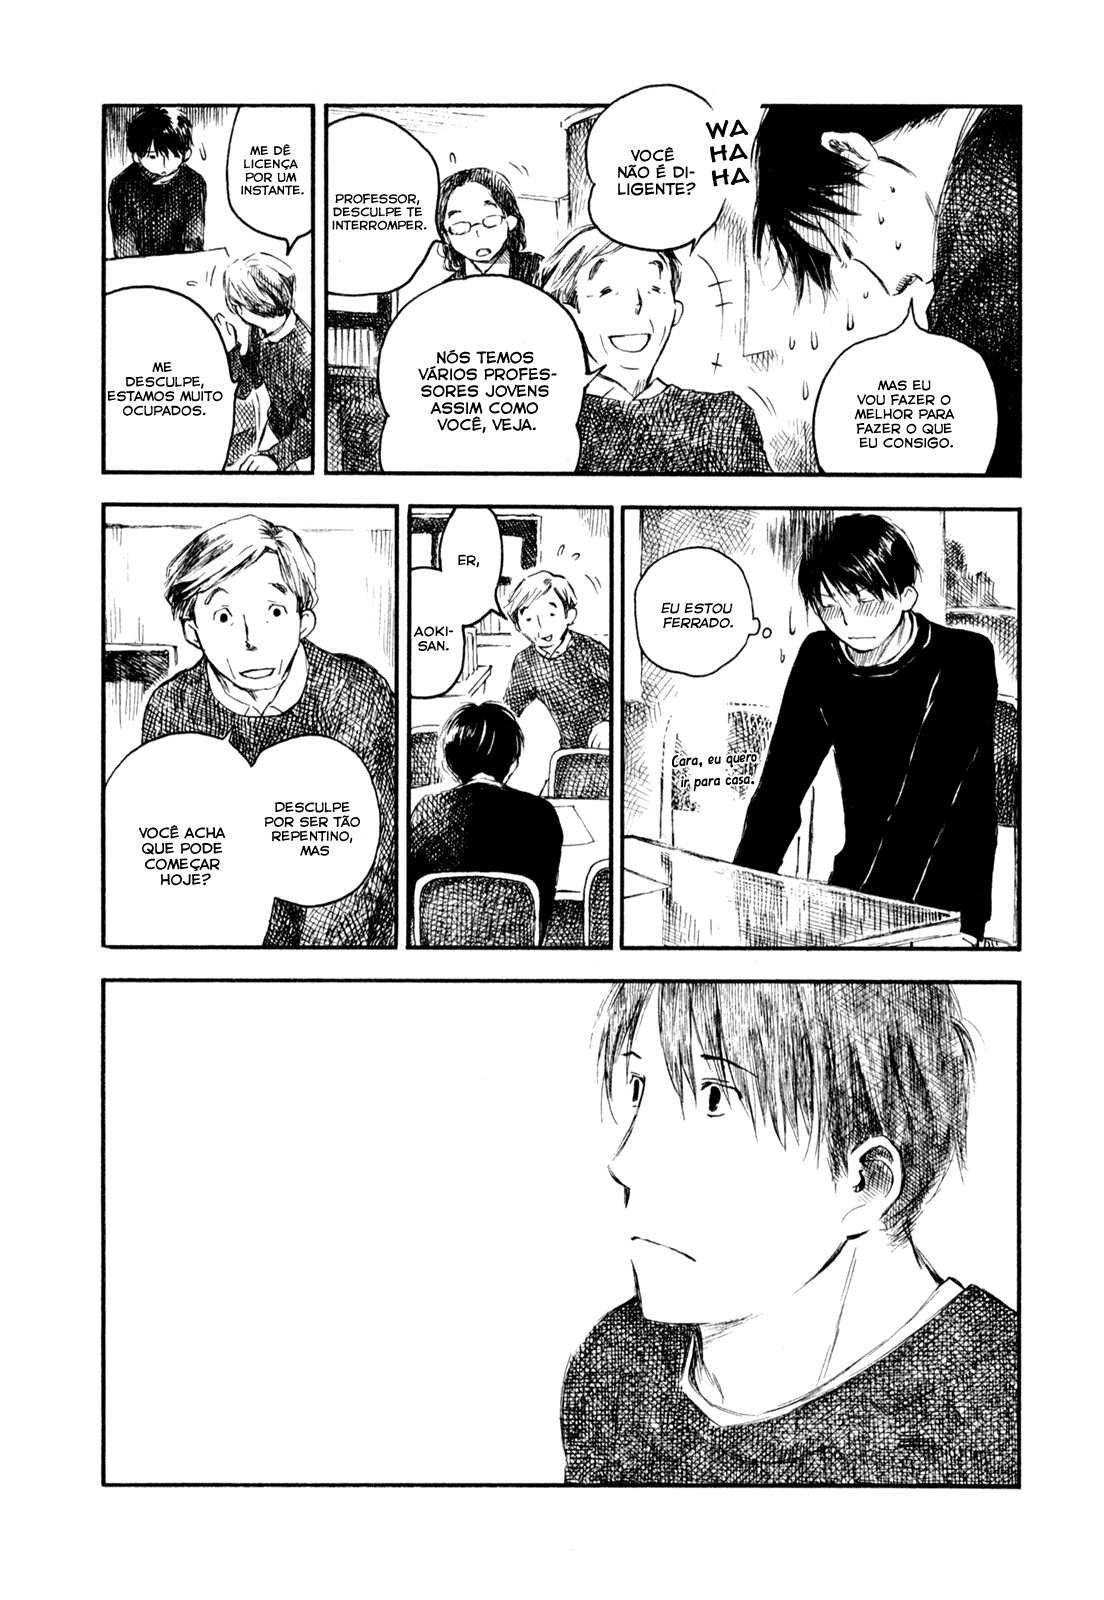 MAS EU
VOU FAZER O
MELHOR PARA
FAZER O QUE
EU CONSIGO.
WA
HA
HA
VOCÊ
NÃO É DI-
LIGENTE?
NÓS TEMOS
VÁRIOS PROFES-
SORES JOVENS
ASSIM COMO
VOCÊ, VEJA.
PROFESSOR,
DESCULPE TE
INTERROMPER.
ME DÊ
LICENÇA
POR UM
INSTANTE.
ME
DESCULPE,
ESTAMOS MUITO
OCUPADOS.
EU ESTOU
FERRADO.
Cara, eu quero
ir para casa.
ER,
AOKI-
SAN.
DESCULPE
POR SER TÃO
REPENTINO,
MAS
VOCÊ ACHA
QUE PODE
COMEÇAR
HOJE?